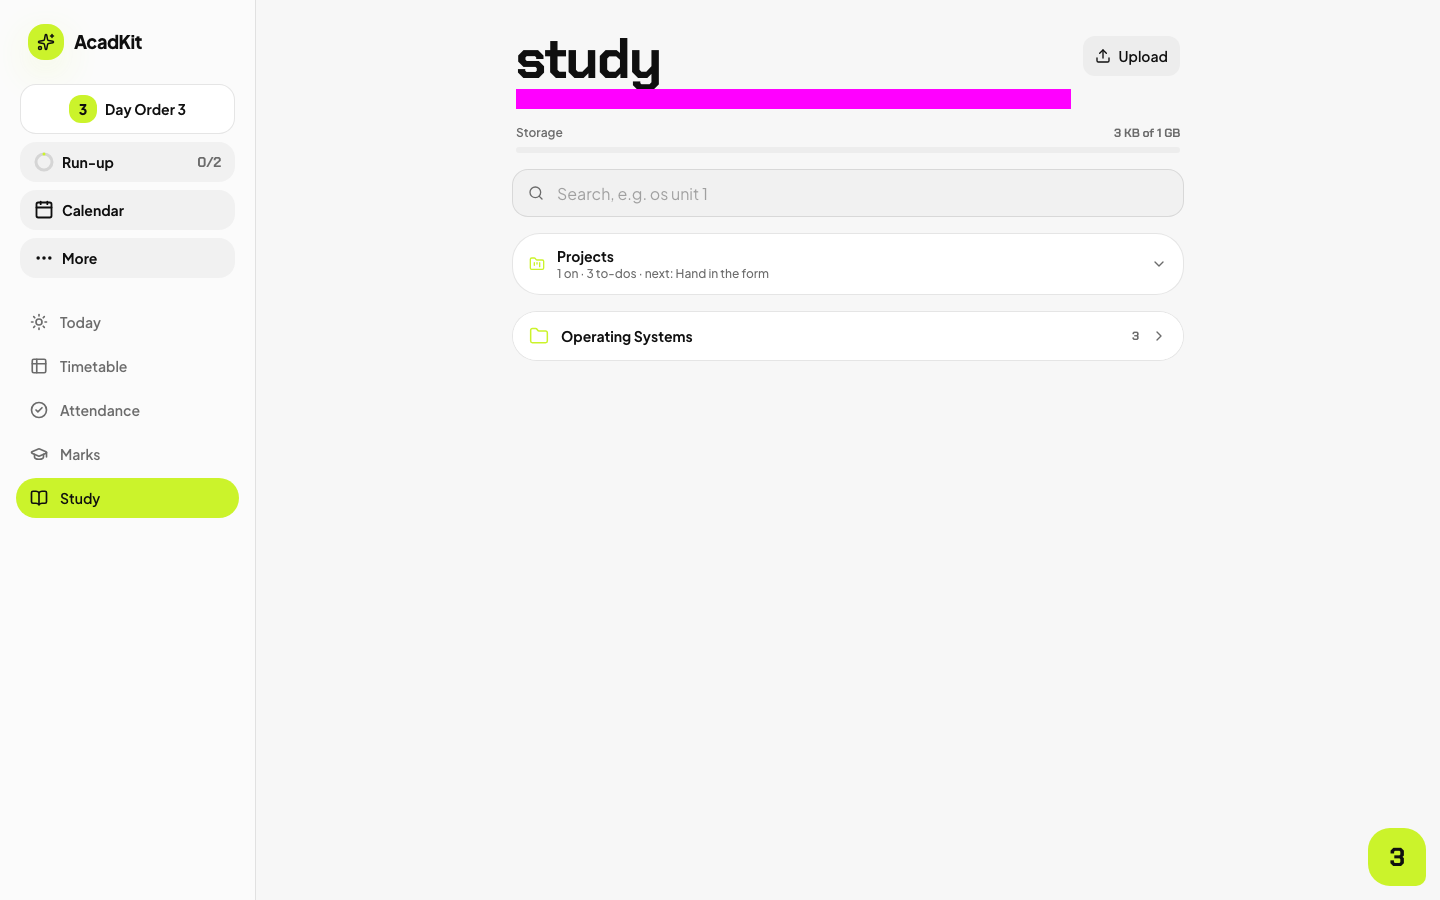 AcadKit
3 Day Order 3
Run-up 0/2
Calendar
More
Today
Timetable
Attendance
Marks
Study
study
Upload
Storage 3 KB of 1 GB
Search, e.g. os unit 1
Projects
1 on · 3 to-dos · next: Hand in the form
Operating Systems 3
3